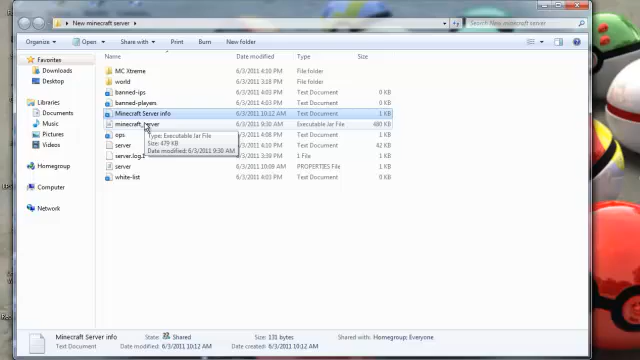 New minecraft server
Search New minecraft server
Organize Open Share with Print Burn New folder
Favorites
Downloads
Desktop
Libraries
Documents
Music
Pictures
Videos
Homegroup
Computer
Network
Name Date modified Type Size
MC Xtreme 6/3/2011 4:10 PM File folder
world 6/3/2011 4:08 PM File folder
banned-ips 6/3/2011 4:03 PM Text Document 0 KB
banned-players 6/3/2011 4:03 PM Text Document 0 KB
Minecraft Server info 6/3/2011 10:12 AM Text Document 1 KB
minecraft_server 6/3/2011 9:30 AM Executable Jar File 480 KB
ops 6/3/2011 4:06 PM Text Document 1 KB
server 6/3/2011 4:10 PM Text Document 42 KB
server.log.1 6/3/2011 3:39 PM 1 File 0 KB
server 6/3/2011 10:09 AM PROPERTIES File 1 KB
white-list 6/3/2011 4:03 PM Text Document 0 KB
Type: Executable Jar File
Size: 479 KB
Date modified: 6/3/2011 9:30 AM
Minecraft Server info State: Shared Size: 131 bytes Shared with: Homegroup; Everyone
Text Document Date modified: 6/3/2011 10:12 AM Date created: 6/3/2011 10:12 AM